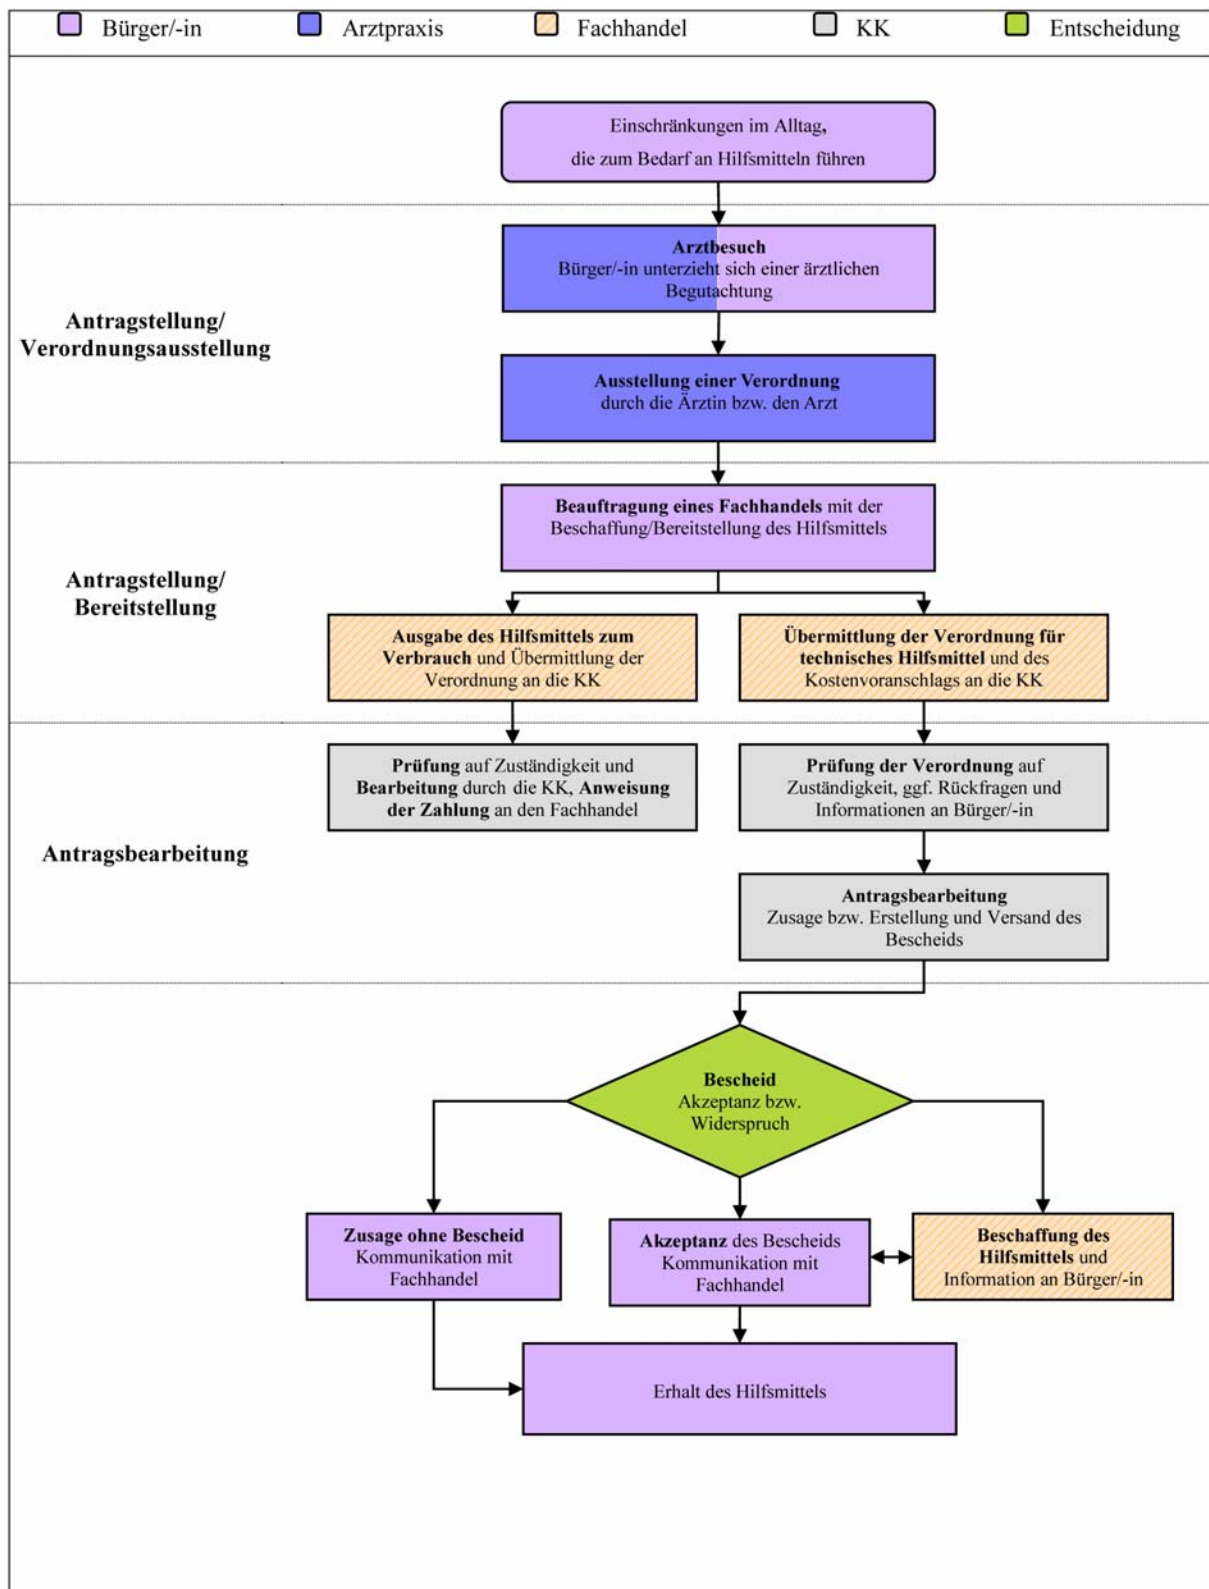 Bürger/-in Arztpraxis Fachhandel KK Entscheidung
Einschränkungen im Alltag,
die zum Bedarf an Hilfsmitteln führen
Antragstellung/
Verordnungsausstellung
Arztbesuch
Bürger/-in unterzieht sich einer ärztlichen
Begutachtung
Ausstellung einer Verordnung
durch die Ärztin bzw. den Arzt
Antragstellung/
Bereitstellung
Beauftragung eines Fachhandels mit der
Beschaffung/Bereitstellung des Hilfsmittels
Ausgabe des Hilfsmittels zum
Verbrauch und Übermittlung der
Verordnung an die KK
Übermittlung der Verordnung für
technisches Hilfsmittel und des
Kostenvoranschlags an die KK
Antragsbearbeitung
Prüfung auf Zuständigkeit und
Bearbeitung durch die KK, Anweisung
der Zahlung an den Fachhandel
Prüfung der Verordnung auf
Zuständigkeit, ggf. Rückfragen und
Informationen an Bürger/-in
Antragsbearbeitung
Zusage bzw. Erstellung und Versand des
Bescheids
Bescheid
Akzeptanz bzw.
Widerspruch
Zusage ohne Bescheid
Kommunikation mit
Fachhandel
Akzeptanz des Bescheids
Kommunikation mit
Fachhandel
Beschaffung des
Hilfsmittels und
Information an Bürger/-in
Erhalt des Hilfsmittels